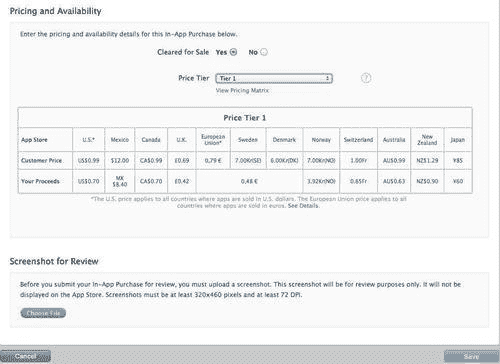 Pricing and Availability
Enter the pricing and availability details for this In-App Purchase below.
Cleared for Sale Yes No
Price Tier Tier 1 ?
View Pricing Matrix
Price Tier 1
App Store U.S.* Mexico Canada U.K. European Union* Sweden Denmark Norway Switzerland Australia New Zealand Japan
Customer Price US$0.99 $12.00 CA$0.99 £0.69 0,79 € 7.00Kr(SE) 6.00Kr(DK) 7.00Kr(NO) 1.00Fr AU$0.99 NZ$1.29 ¥85
Your Proceeds US$0.70 MX $8.40 CA$0.70 £0.42 0,48 € 3.92Kr(NO) 0.65Fr AU$0.63 NZ$0.90 ¥60
*The U.S. price applies to all countries where apps are sold in U.S. dollars. The European Union price applies to all
countries where apps are sold in euros. See Details.
Screenshot for Review
Before you submit your In-App Purchase for review, you must upload a screenshot. This screenshot will be for review purposes only. It will not be
displayed on the App Store. Screenshots must be at least 320x460 pixels and at least 72 DPI.
Choose File
Cancel Save